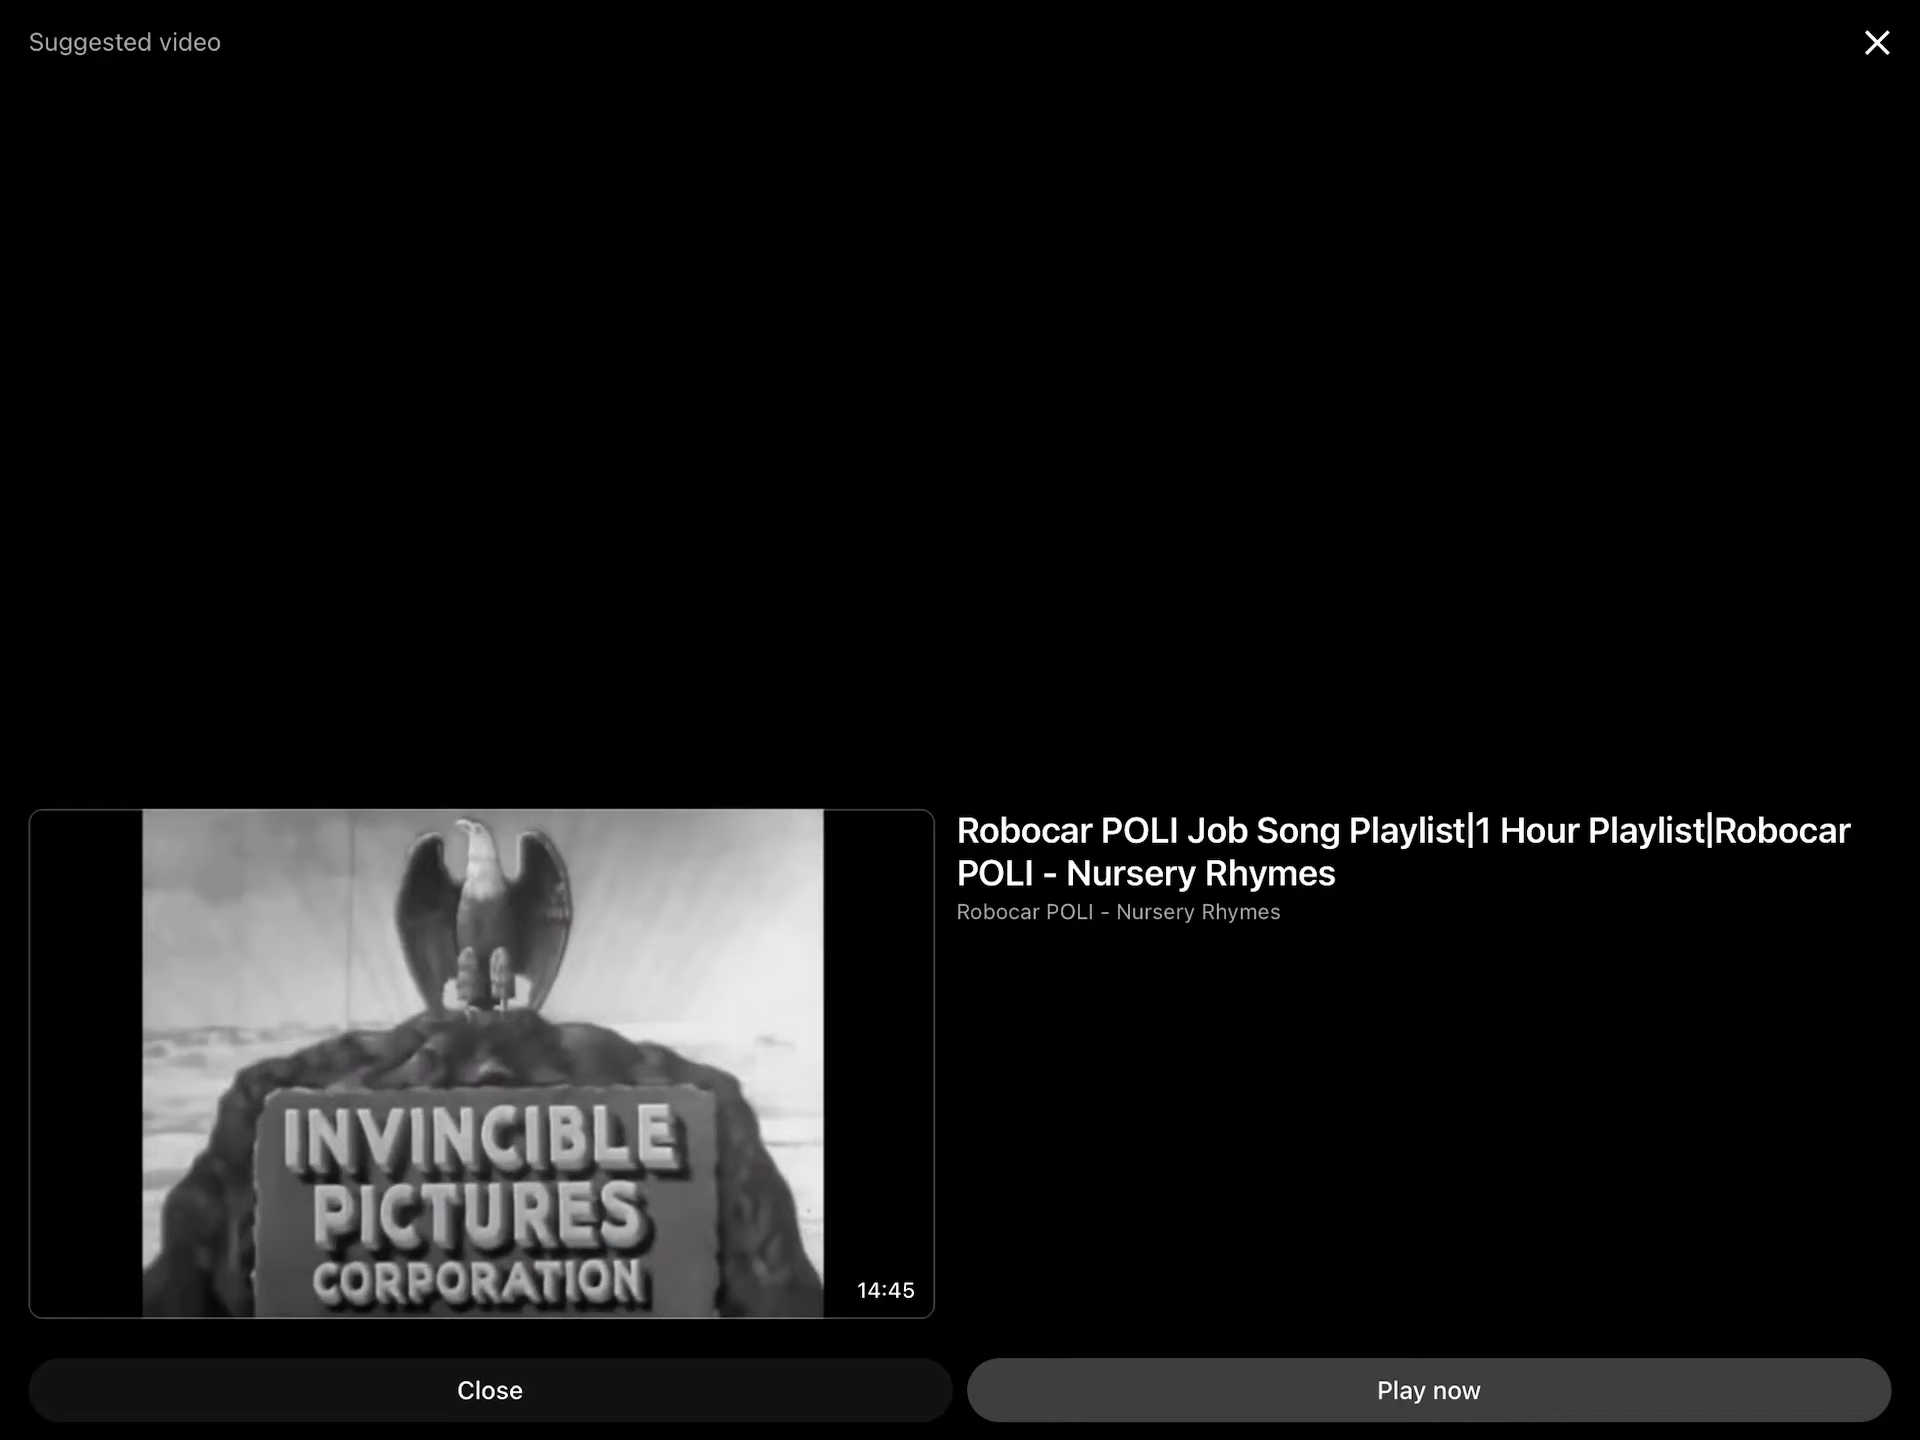 Suggested video
Robocar POLI Job Song Playlist|1 Hour Playlist|Robocar
POLI - Nursery Rhymes
Robocar POLI - Nursery Rhymes
INVINCIBLE
PICTURES
CORPORATION
14:45
Close
Play now